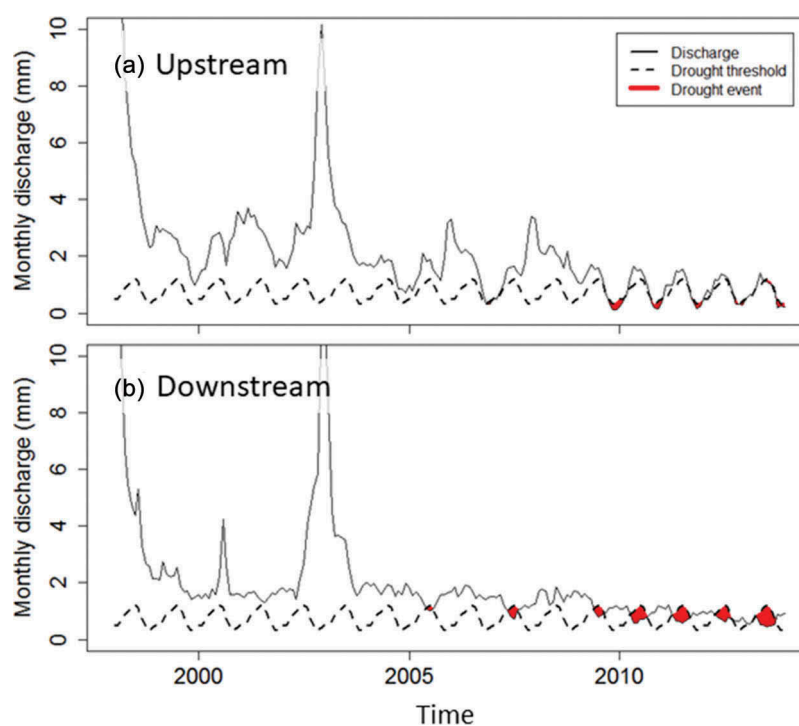 (a) Upstream
Discharge
Drought threshold
Drought event
Monthly discharge (mm)
10
8
6
4
2
0
(b) Downstream
Monthly discharge (mm)
10
8
6
4
2
0
2000 2005 2010
Time